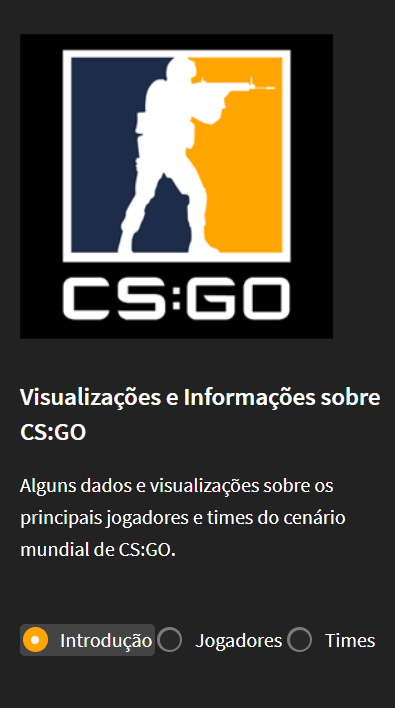 CS:GO
Visualizações e Informações sobre
CS:GO
Alguns dados e visualizações sobre os
principais jogadores e times do cenário
mundial de CS:GO.
Introdução Jogadores Times